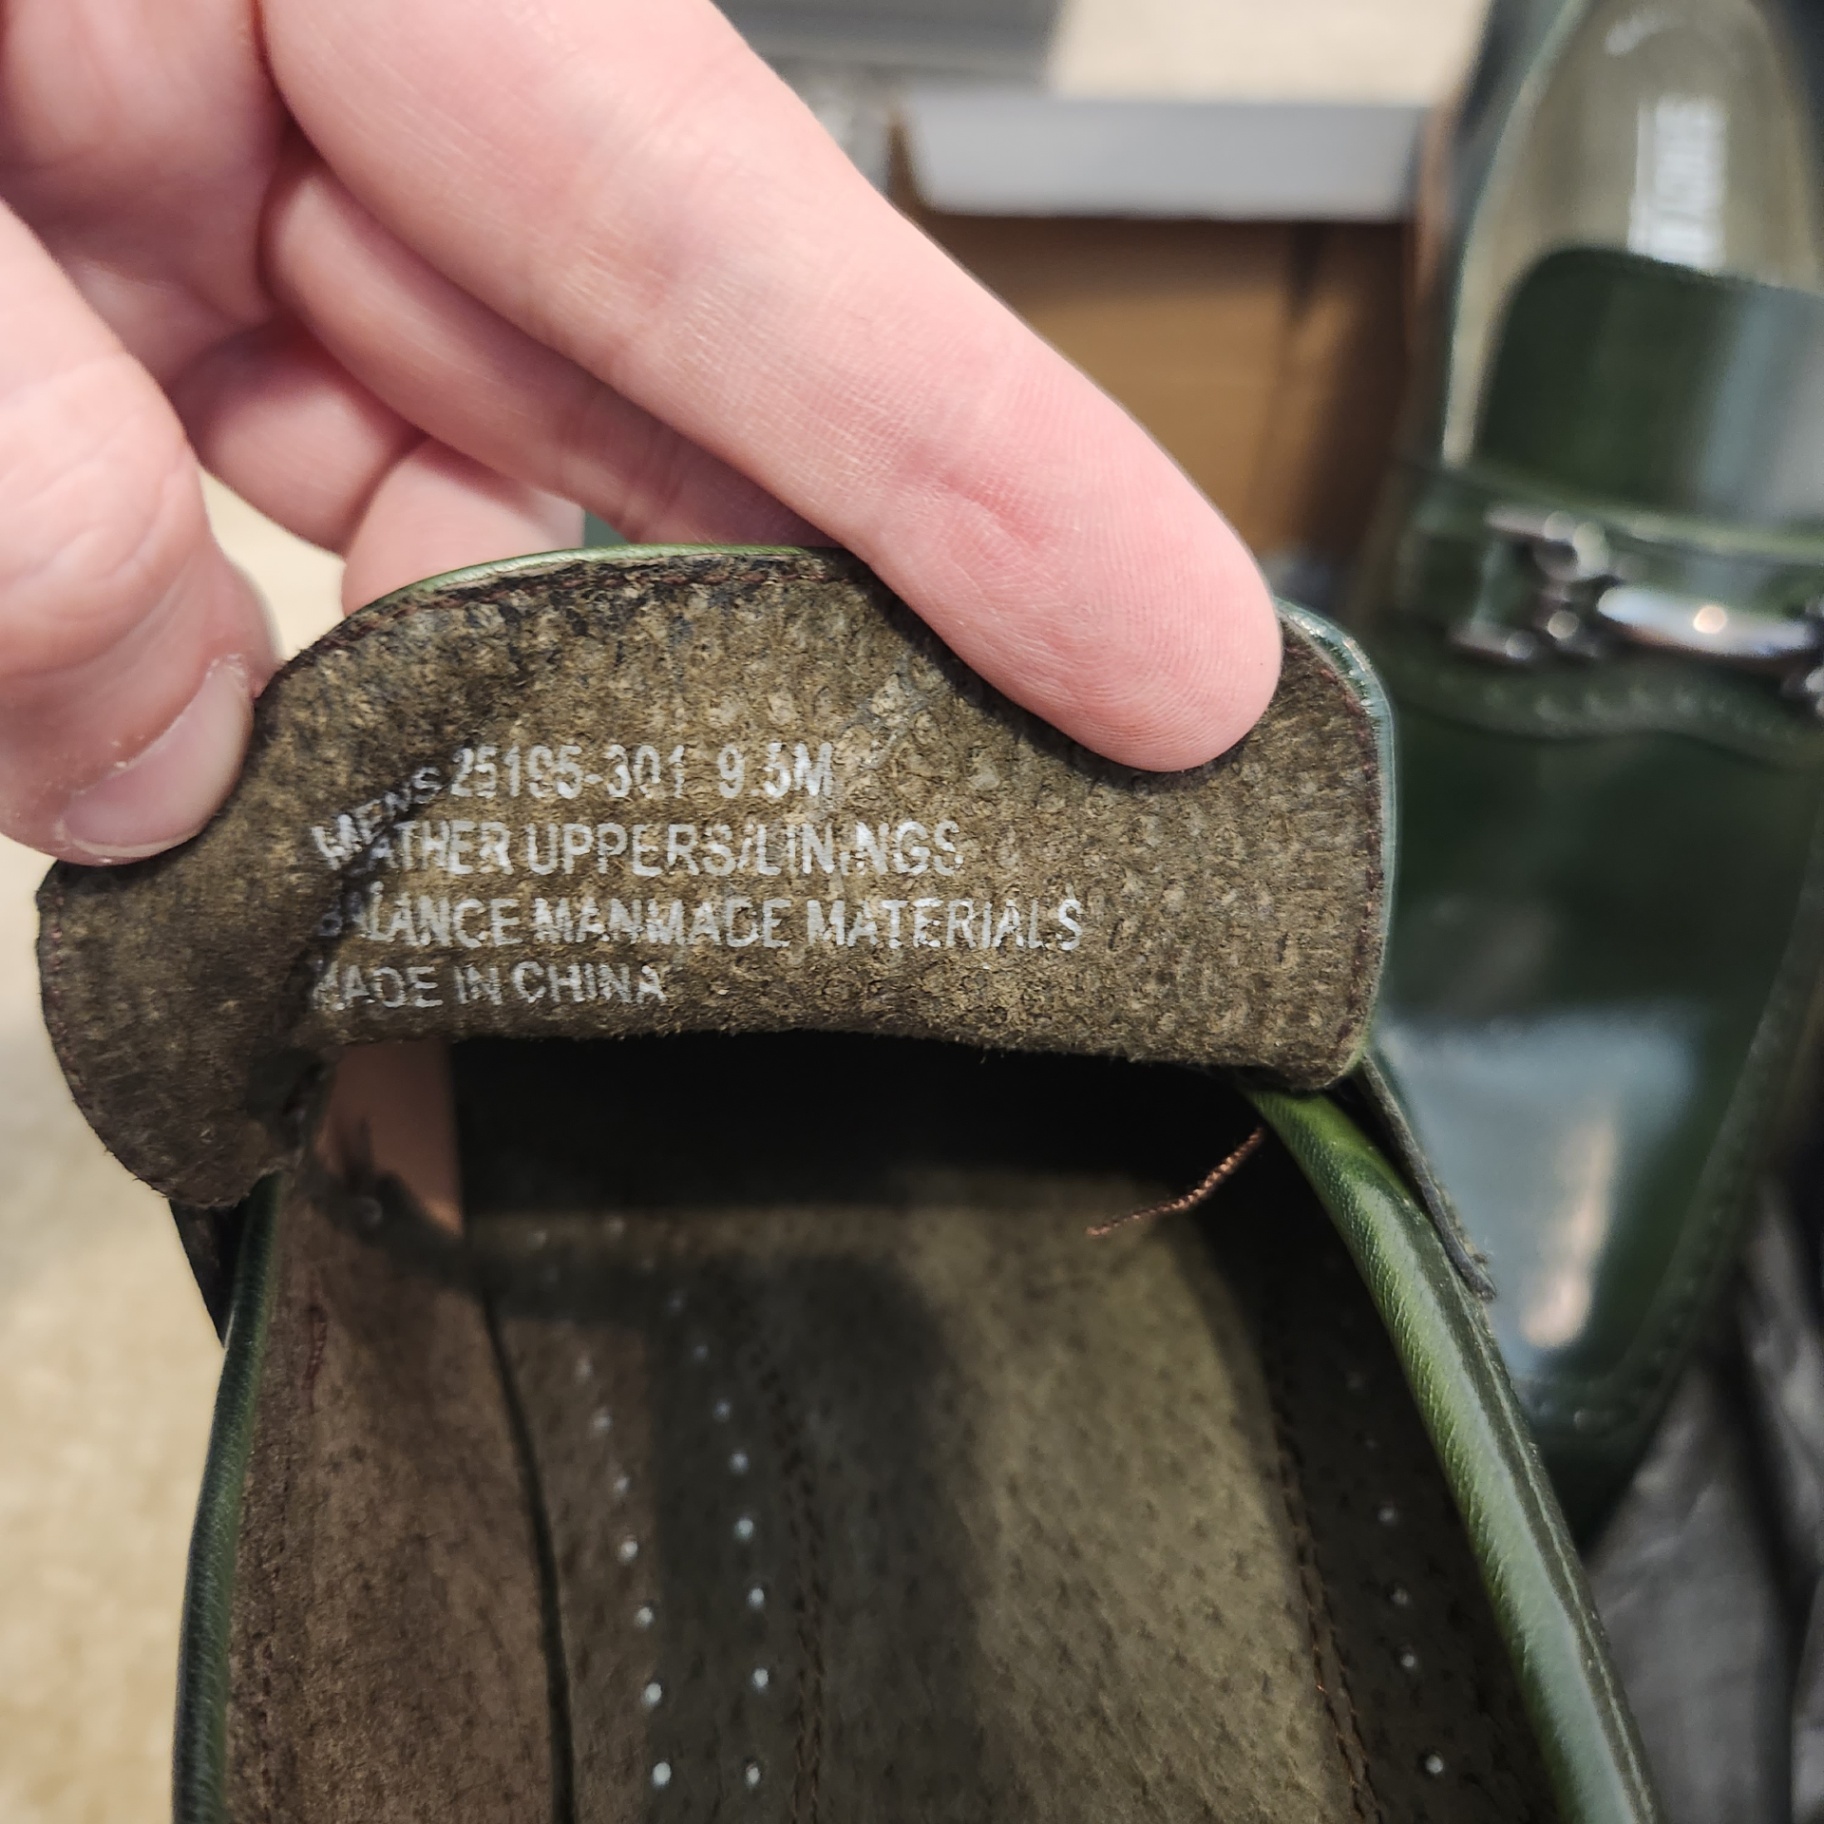 MENS 25195-301 9.5M
LEATHER UPPERS/LININGS
BALANCE MANMADE MATERIALS
MADE IN CHINA